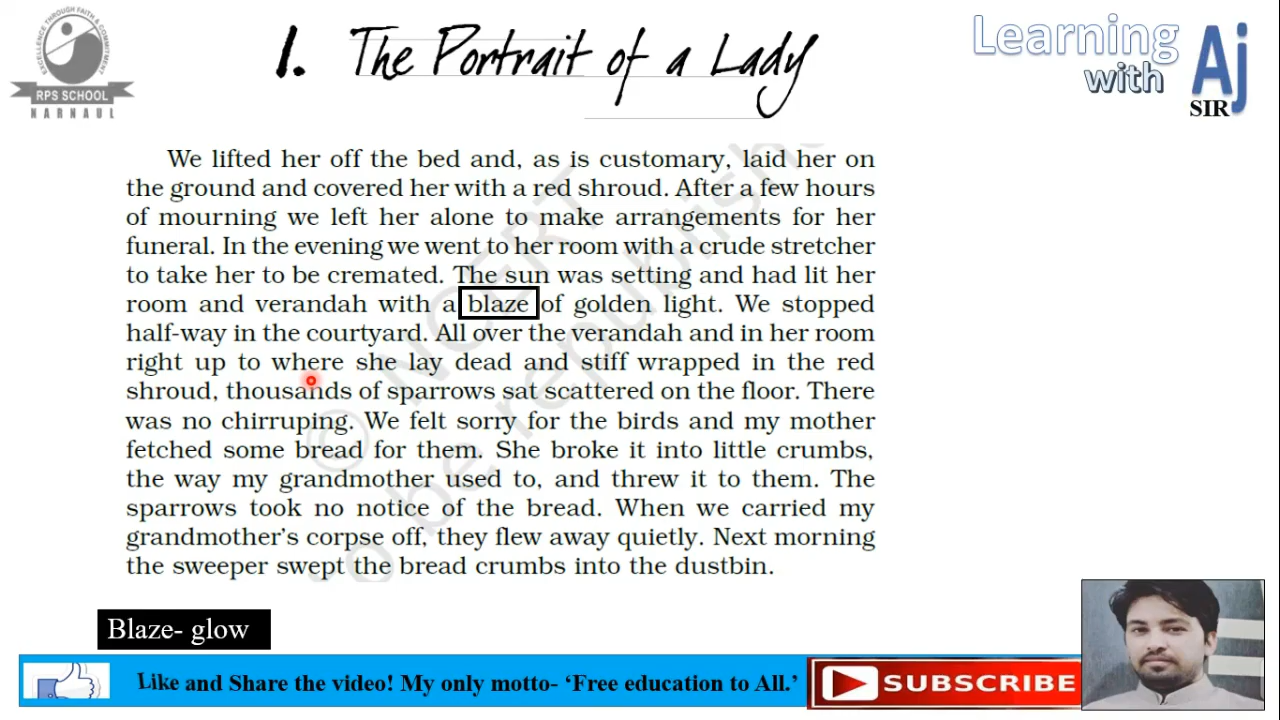 EXCELLENCE THROUGH FAITH & COMMITMENT
RPS SCHOOL
NARNAUL
1. The Portrait of a Lady
Learning
with
Aj
SIR
We lifted her off the bed and, as is customary, laid her on
the ground and covered her with a red shroud. After a few hours
of mourning we left her alone to make arrangements for her
funeral. In the evening we went to her room with a crude stretcher
to take her to be cremated. The sun was setting and had lit her
room and verandah with a blaze of golden light. We stopped
half-way in the courtyard. All over the verandah and in her room
right up to where she lay dead and stiff wrapped in the red
shroud, thousands of sparrows sat scattered on the floor. There
was no chirruping. We felt sorry for the birds and my mother
fetched some bread for them. She broke it into little crumbs,
the way my grandmother used to, and threw it to them. The
sparrows took no notice of the bread. When we carried my
grandmother's corpse off, they flew away quietly. Next morning
the sweeper swept the bread crumbs into the dustbin.
© NCERT
to be republishe
Blaze- glow
Like and Share the video! My only motto- ‘Free education to All.’
SUBSCRIBE